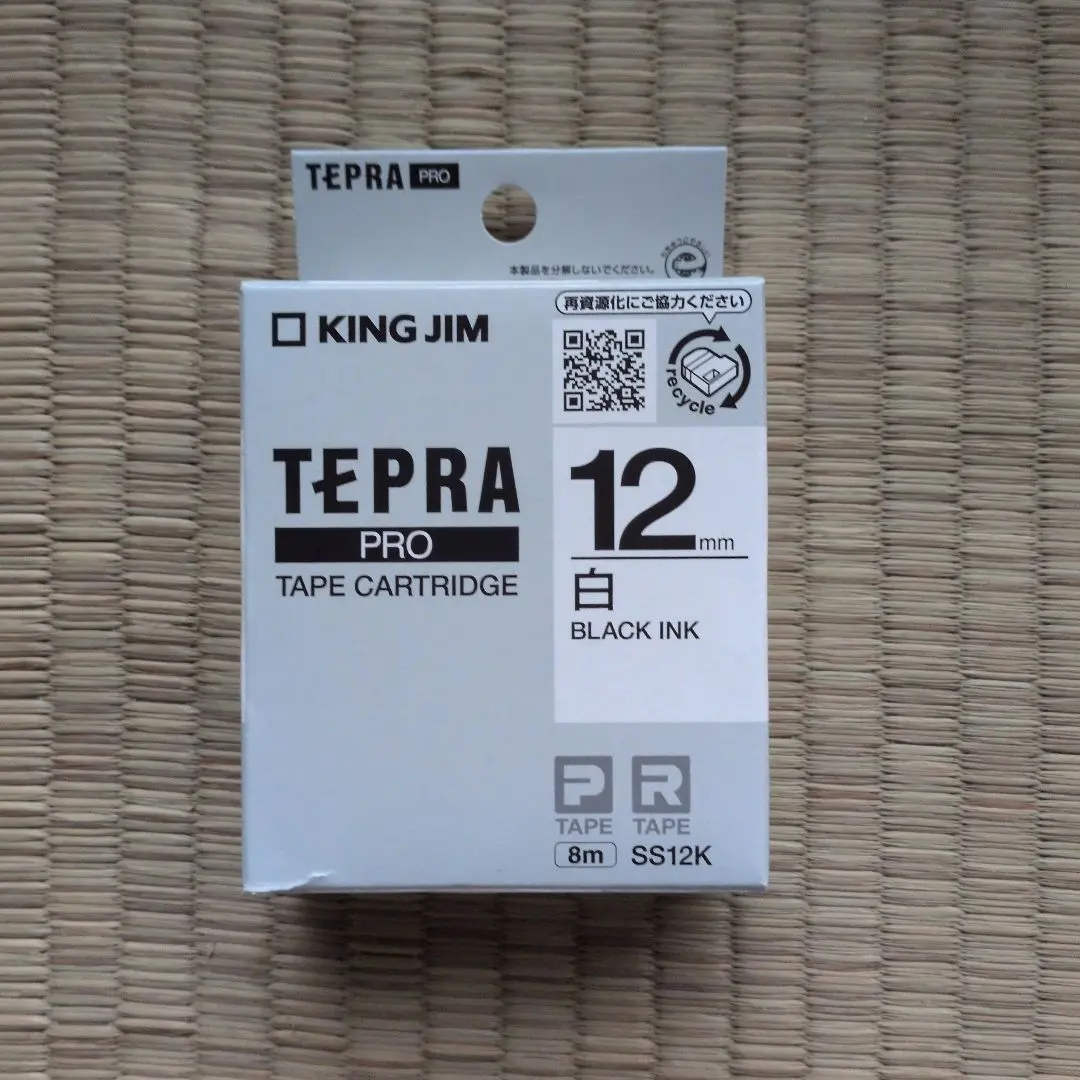 TEPRA PRO
本製品を分解しないでください。
KING JIM
再資源化にご協力ください
recycle
TEPRA
PRO
TAPE CARTRIDGE
12mm
白
BLACK INK
P R
TAPE TAPE
8m SS12K